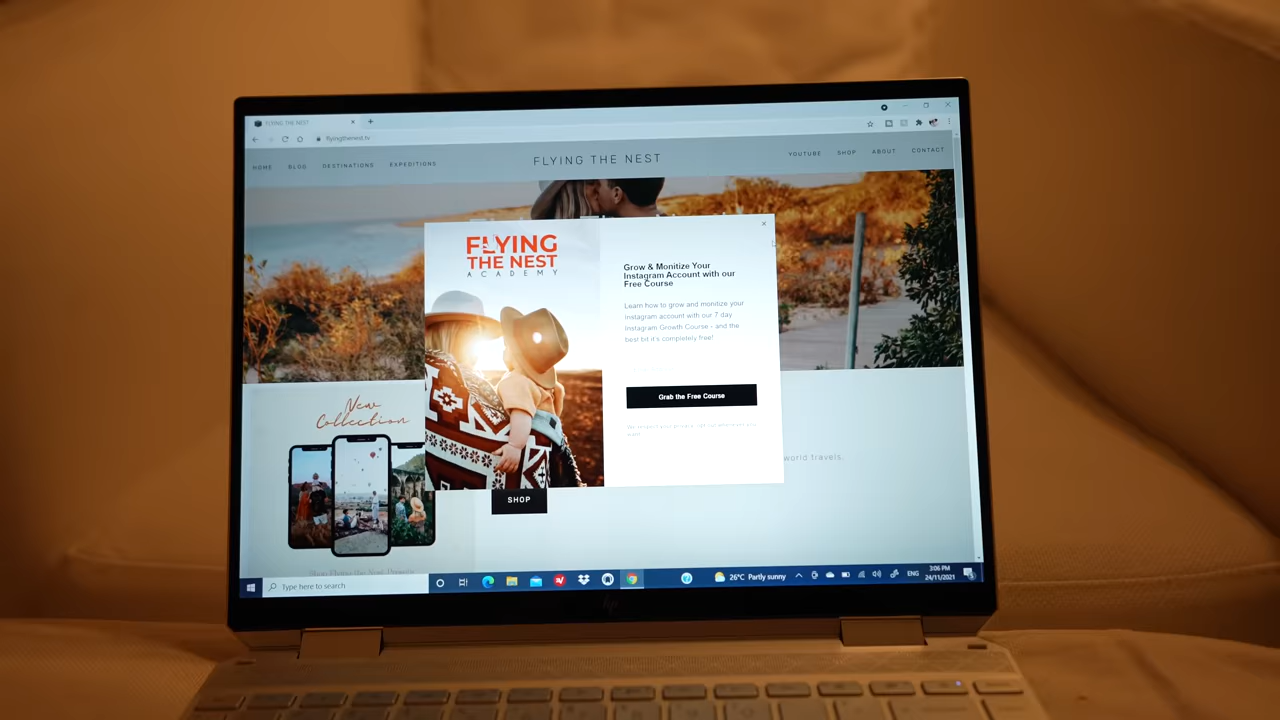 FLYING THE NEST
flyingthenest.tv
HOME BLOG DESTINATIONS EXPEDITIONS
FLYING THE NEST
YOUTUBE SHOP ABOUT CONTACT
FLYING
THE NEST
ACADEMY
Grow & Monitize Your
Instagram Account with our
Free Course
Learn how to grow and monitize your
Instagram account with our 7 day
Instagram Growth Course - and the
best bit it's completely free!
Grab the Free Course
New
Collection
world travels.
SHOP
Type here to search
26°C Partly sunny
ENG
3:06 PM
24/11/2021
hp